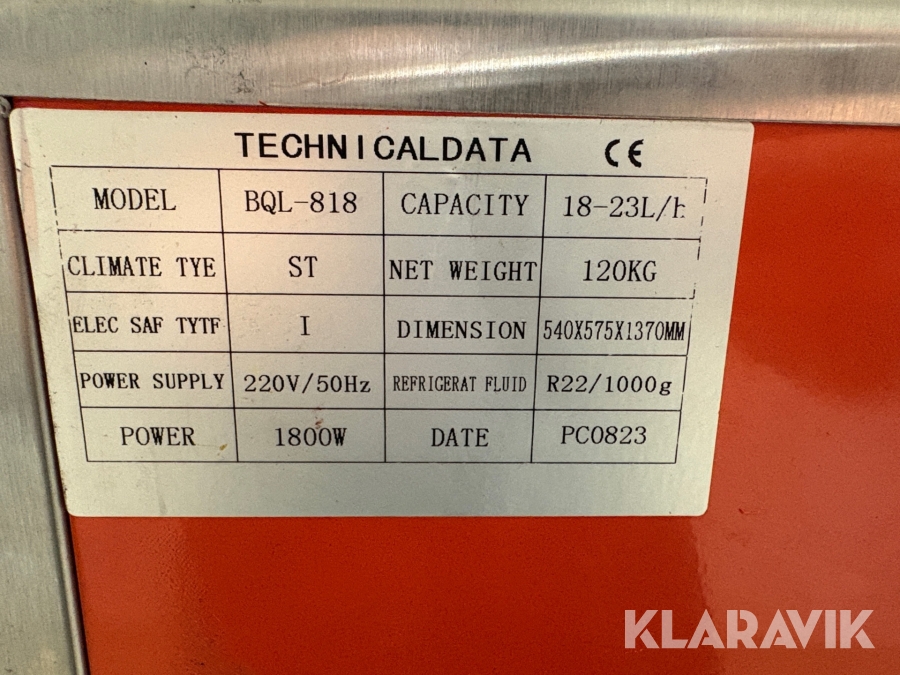 TECHNICALDATA CE
MODEL BQL-818 CAPACITY 18-23L/h
CLIMATE TYE ST NET WEIGHT 120KG
ELEC SAF TYTF I DIMENSION 540X575X1370MM
POWER SUPPLY 220V/50Hz REFRIGERAT FLUID R22/1000g
POWER 1800W DATE PC0823
KLARAVIK